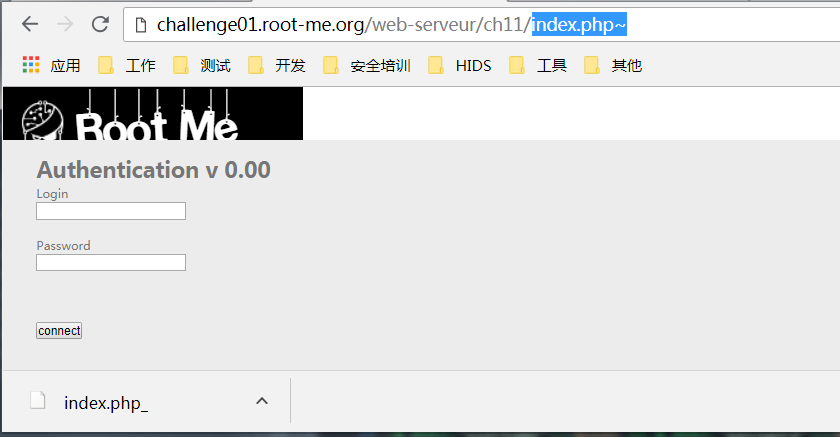 challenge01.root-me.org/web-serveur/ch11/index.php~
应用 工作 测试 开发 安全培训 HIDS 工具 其他
Root Me
Authentication v 0.00
Login
Password
connect
index.php_